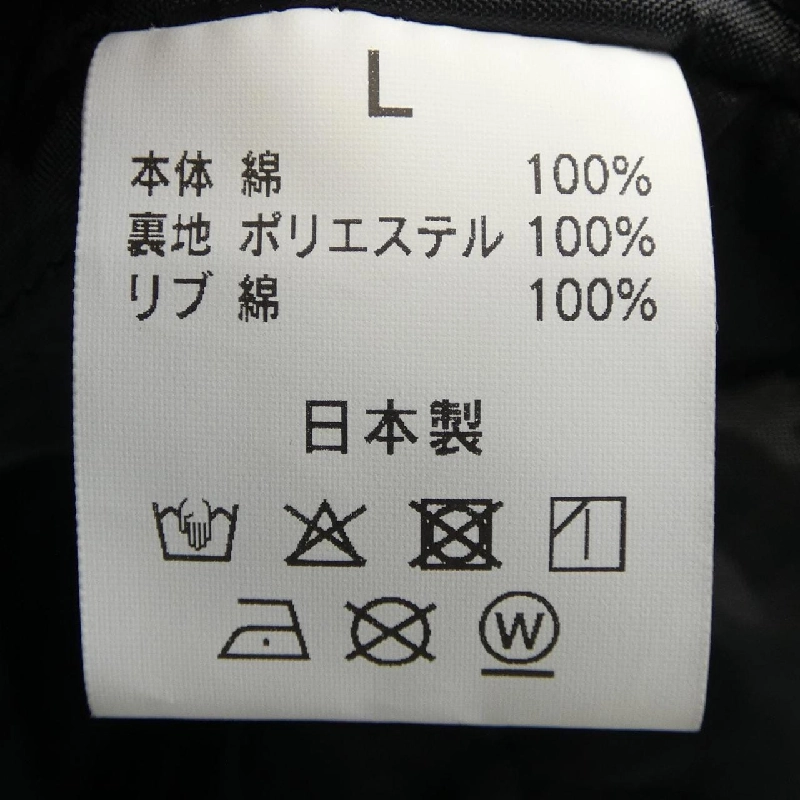 L
本体 綿 100%
裏地 ポリエステル 100%
リブ 綿 100%
日本製
W